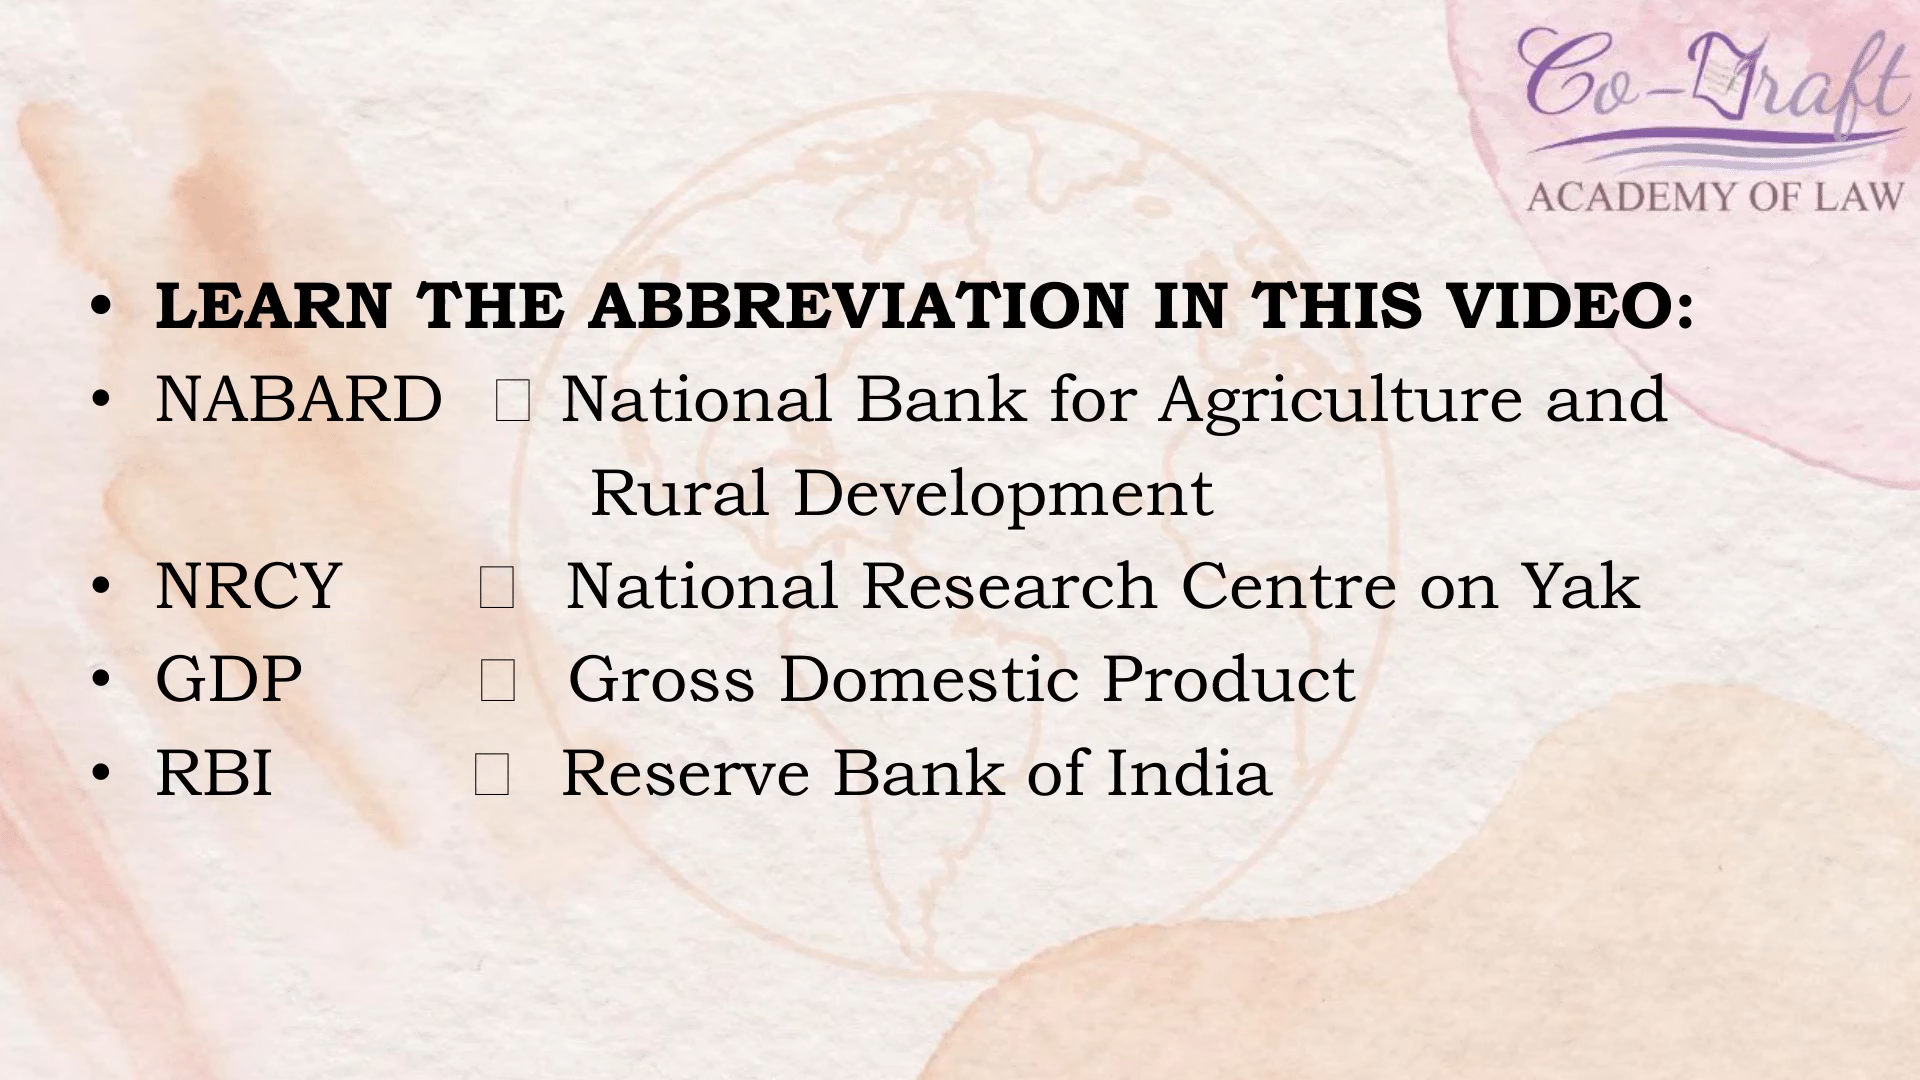 Co-Draft
ACADEMY OF LAW
• LEARN THE ABBREVIATION IN THIS VIDEO:
• NABARD □ National Bank for Agriculture and
Rural Development
• NRCY □ National Research Centre on Yak
• GDP □ Gross Domestic Product
• RBI □ Reserve Bank of India